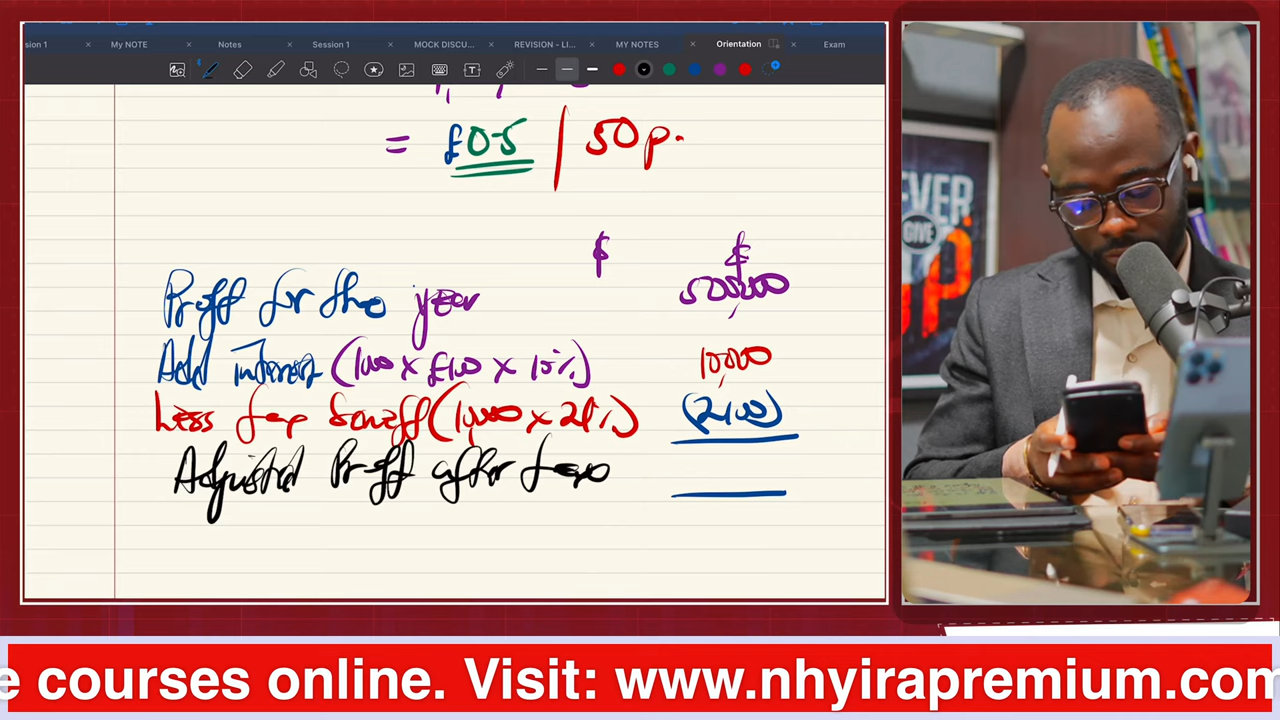 sion 1 My NOTE Notes Session 1 MOCK DISCU... REVISION - LI... MY NOTES Orientation Exam
= £0.5 | 50p.
$ £
Profit for the year 500,000
Add interest (1000 x £100 x 10%) 10,000
Less tax benefit (10,000 x 21%) (2100)
Adjusted Profit after tax
EVER
GIVE
P
e courses online. Visit: www.nhyirapremium.com